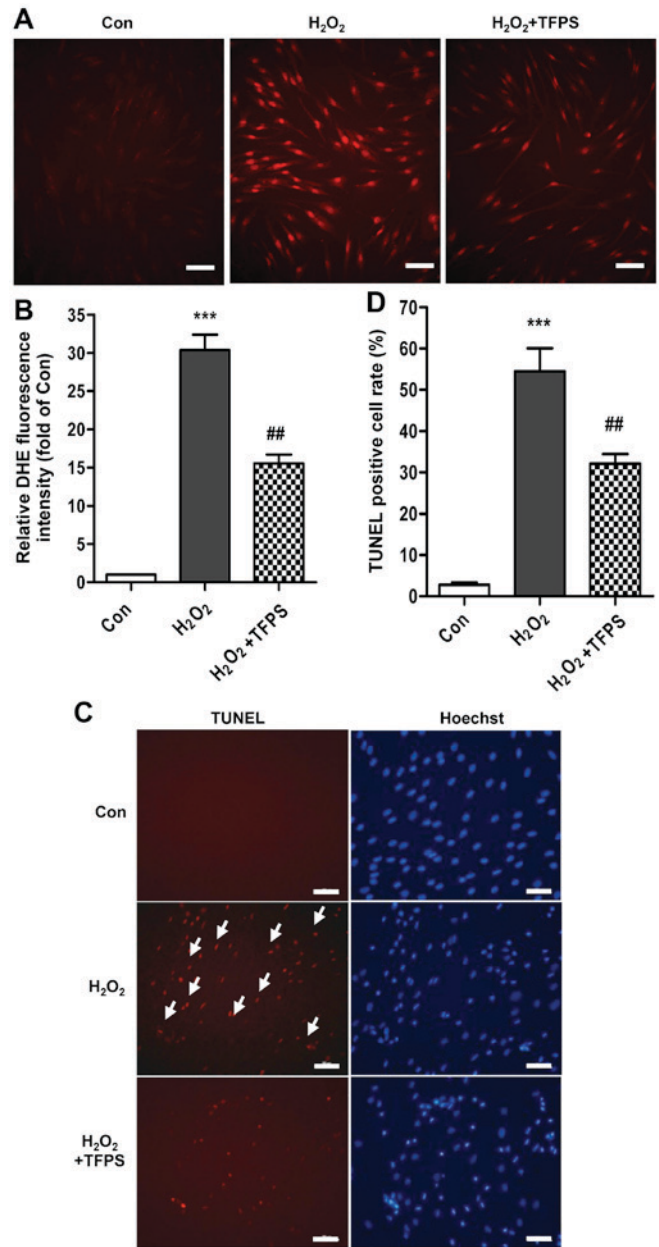 A
Con
H₂O₂
H₂O₂+TFPS
B
Relative DHE fluorescence
intensity (fold of Con)
35
30
25
20
15
10
5
0
***
##
Con
H₂O₂
H₂O₂+TFPS
D
TUNEL positive cell rate (%)
70
60
50
40
30
20
10
0
***
##
Con
H₂O₂
H₂O₂+TFPS
C
TUNEL
Hoechst
Con
H₂O₂
H₂O₂
+TFPS